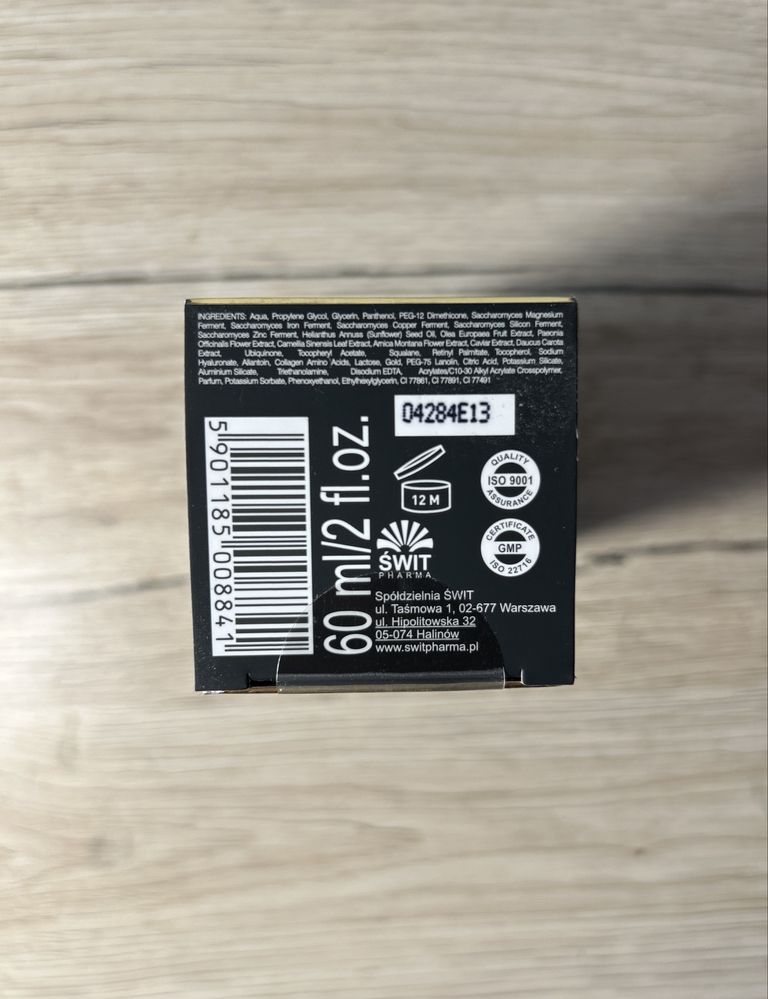 INGREDIENTS: Aqua, Propylene Glycol, Glycerin, Panthenol, PEG-12 Dimethicone, Saccharomyces Magnesium
Ferment, Saccharomyces Iron Ferment, Saccharomyces Copper Ferment, Saccharomyces Silicon Ferment,
Saccharomyces Zinc Ferment, Helianthus Annuss (Sunflower) Seed Oil, Olea Europaea Fruit Extract, Paeonia
Officinalis Flower Extract, Camellia Sinensis Leaf Extract, Arnica Montana Flower Extract, Caviar Extract, Daucus Carota
Extract, Ubiquinone, Tocopheryl Acetate, Squalane, Retinyl Palmitate, Tocopherol, Sodium
Hyaluronate, Allantoin, Collagen Amino Acids, Lactose, Gold, PEG-75 Lanolin, Citric Acid, Potassium Silicate,
Aluminium Silicate, Triethanolamine, Disodium EDTA, Acrylates/C10-30 Alkyl Acrylate Crosspolymer,
Parfum, Potassium Sorbate, Phenoxyethanol, Ethylhexylglycerin, CI 77861, CI 77891, CI 77491
04284E13
5 901185 008841
60 ml/2 fl.oz.
12 M
QUALITY
ISO 9001
ASSURANCE
CERTIFICATE
GMP
ISO 22716
ŚWIT
PHARMA
Spółdzielnia ŚWIT
ul. Taśmowa 1, 02-677 Warszawa
ul. Hipolitowska 32
05-074 Halinów
www.switpharma.pl